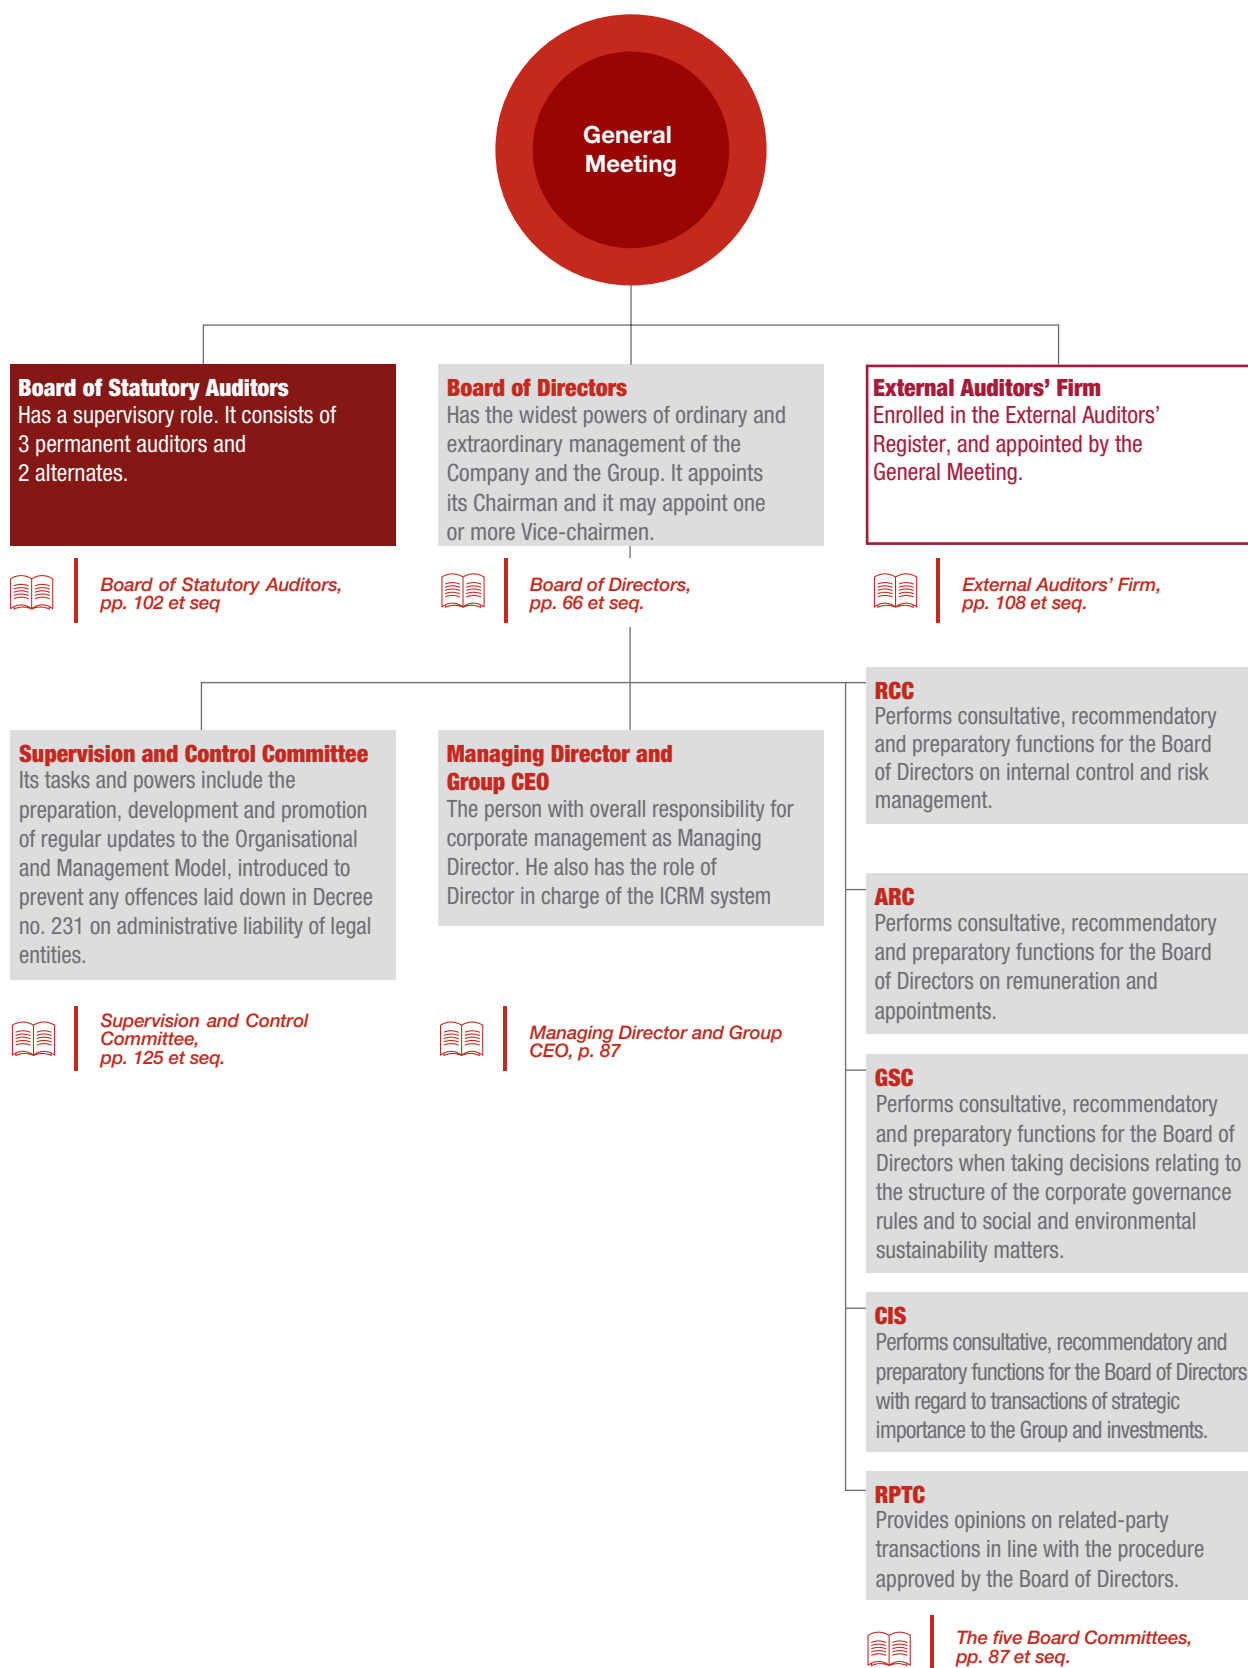 General
Meeting
Board of Statutory Auditors
Has a supervisory role. It consists of
3 permanent auditors and
2 alternates.
Board of Directors
Has the widest powers of ordinary and
extraordinary management of the
Company and the Group. It appoints
its Chairman and it may appoint one
or more Vice-chairmen.
External Auditors’ Firm
Enrolled in the External Auditors’
Register, and appointed by the
General Meeting.
Board of Statutory Auditors,
pp. 102 et seq
Board of Directors,
pp. 66 et seq.
External Auditors’ Firm,
pp. 108 et seq.
Supervision and Control Committee
Its tasks and powers include the
preparation, development and promotion
of regular updates to the Organisational
and Management Model, introduced to
prevent any offences laid down in Decree
no. 231 on administrative liability of legal
entities.
Supervision and Control
Committee,
pp. 125 et seq.
Managing Director and
Group CEO
The person with overall responsibility for
corporate management as Managing
Director. He also has the role of
Director in charge of the ICRM system
Managing Director and Group
CEO, p. 87
RCC
Performs consultative, recommendatory
and preparatory functions for the Board
of Directors on internal control and risk
management.
ARC
Performs consultative, recommendatory
and preparatory functions for the Board
of Directors on remuneration and
appointments.
GSC
Performs consultative, recommendatory
and preparatory functions for the Board of
Directors when taking decisions relating to
the structure of the corporate governance
rules and to social and environmental
sustainability matters.
CIS
Performs consultative, recommendatory and
preparatory functions for the Board of Directors
with regard to transactions of strategic
importance to the Group and investments.
RPTC
Provides opinions on related-party
transactions in line with the procedure
approved by the Board of Directors.
The five Board Committees,
pp. 87 et seq.